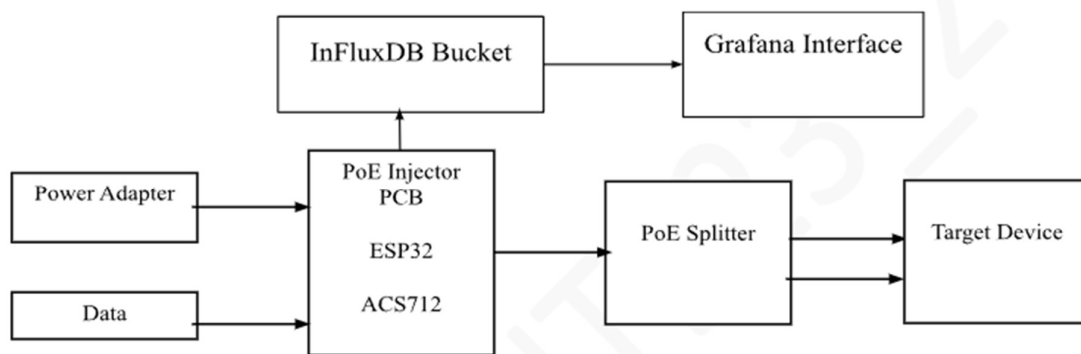 InFluxDB Bucket
Grafana Interface
Power Adapter
Data
PoE Injector
PCB
ESP32
ACS712
PoE Splitter
Target Device